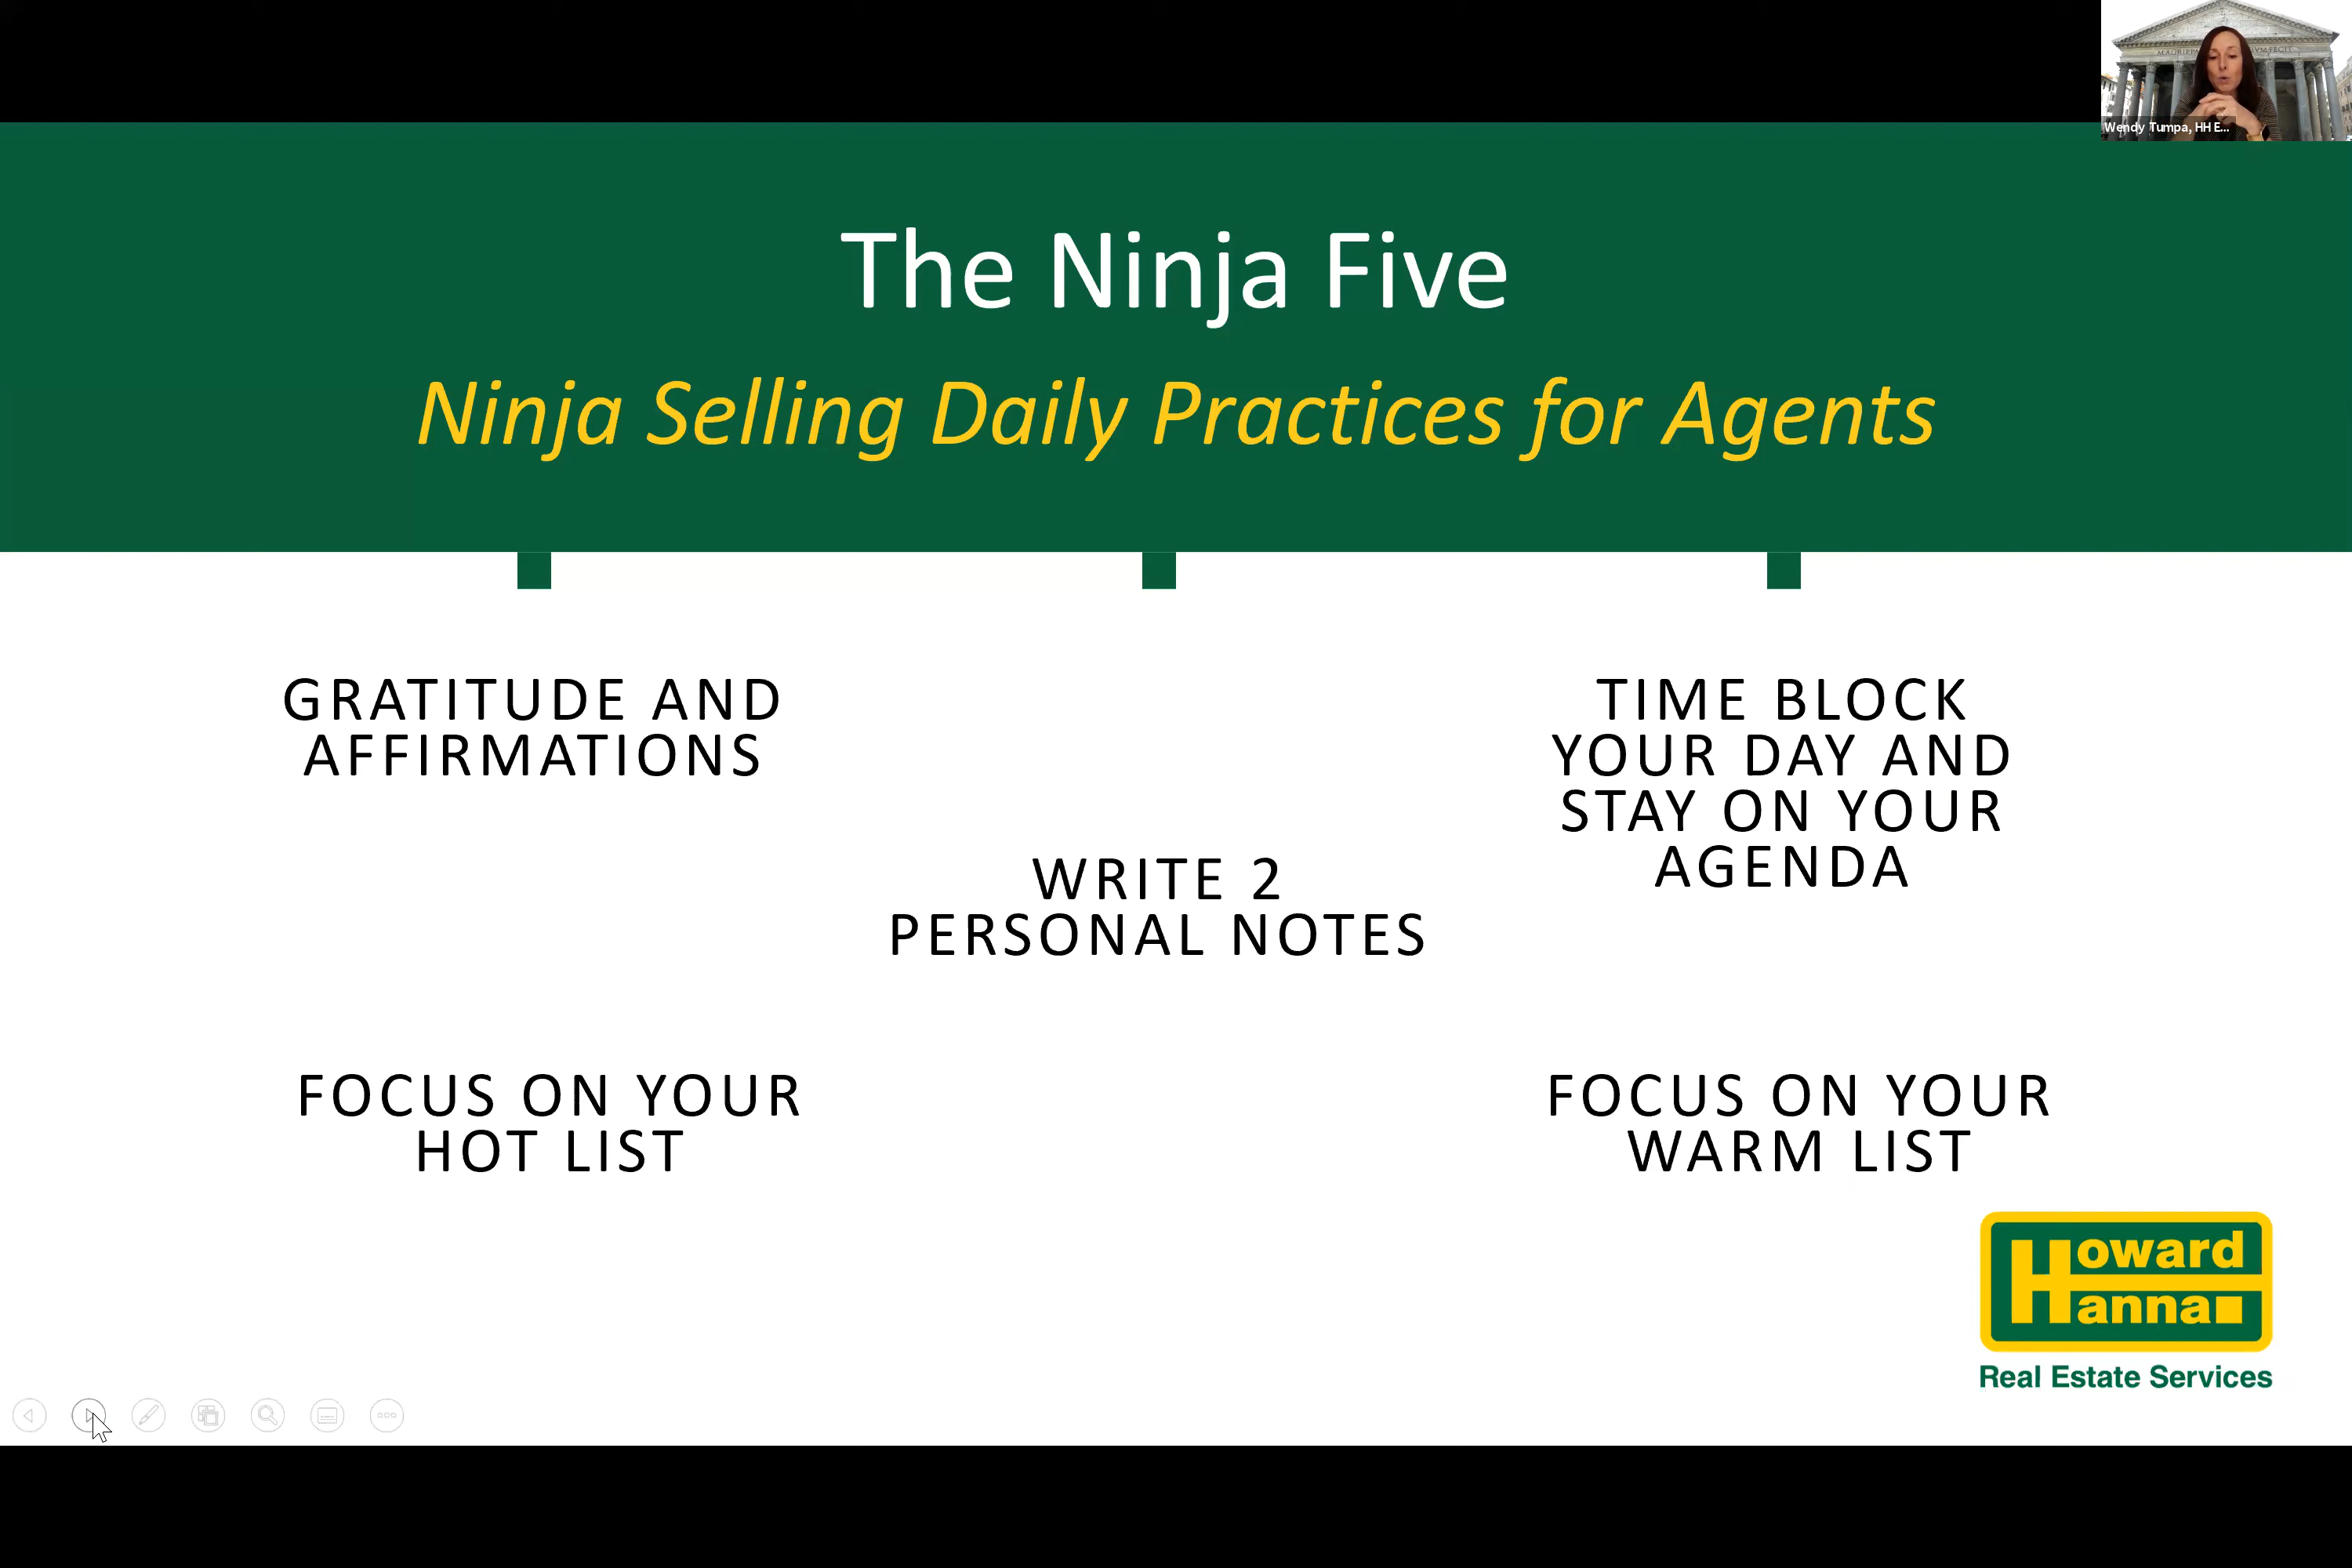 Wendy Tumpa, HH E...
The Ninja Five
Ninja Selling Daily Practices for Agents
GRATITUDE AND
AFFIRMATIONS
TIME BLOCK
YOUR DAY AND
STAY ON YOUR
AGENDA
WRITE 2
PERSONAL NOTES
FOCUS ON YOUR
HOT LIST
FOCUS ON YOUR
WARM LIST
Howard
Hanna
Real Estate Services